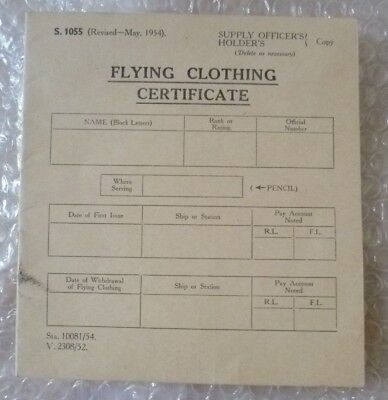 S. 1055 (Revised—May, 1954).
SUPPLY OFFICER'S/
HOLDER'S
Copy
(Delete as necessary)
FLYING CLOTHING
CERTIFICATE
NAME (Block Letters) Rank or Rating Official Number
Where Serving (←PENCIL)
Date of First Issue Ship or Station Pay Account Noted
R.L. F.L.
Date of Withdrawal of Flying Clothing Ship or Station Pay Account Noted
R.L. F.L.
Sta. 10081/54.
V. 2308/52.